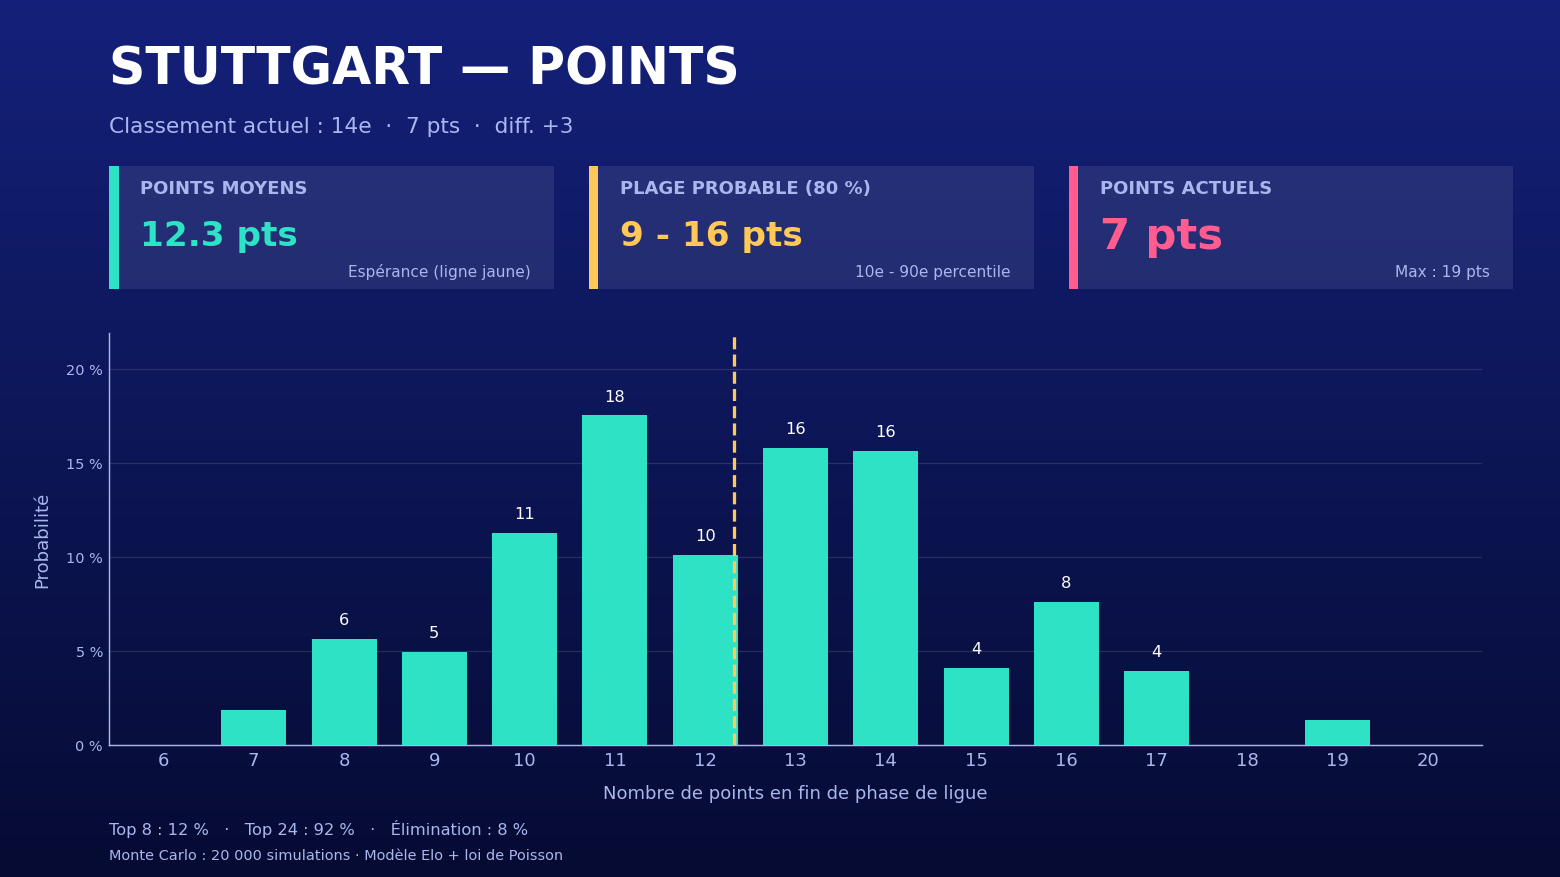 STUTTGART — POINTS
Classement actuel : 14e · 7 pts · diff. +3
POINTS MOYENS
12.3 pts
Espérance (ligne jaune)
PLAGE PROBABLE (80 %)
9 - 16 pts
10e - 90e percentile
POINTS ACTUELS
7 pts
Max : 19 pts
Probabilité
20 %
15 %
10 %
5 %
0 %
6
5
11
18
10
16
16
4
8
4
6 7 8 9 10 11 12 13 14 15 16 17 18 19 20
Nombre de points en fin de phase de ligue
Top 8 : 12 % · Top 24 : 92 % · Élimination : 8 %
Monte Carlo : 20 000 simulations · Modèle Elo + loi de Poisson